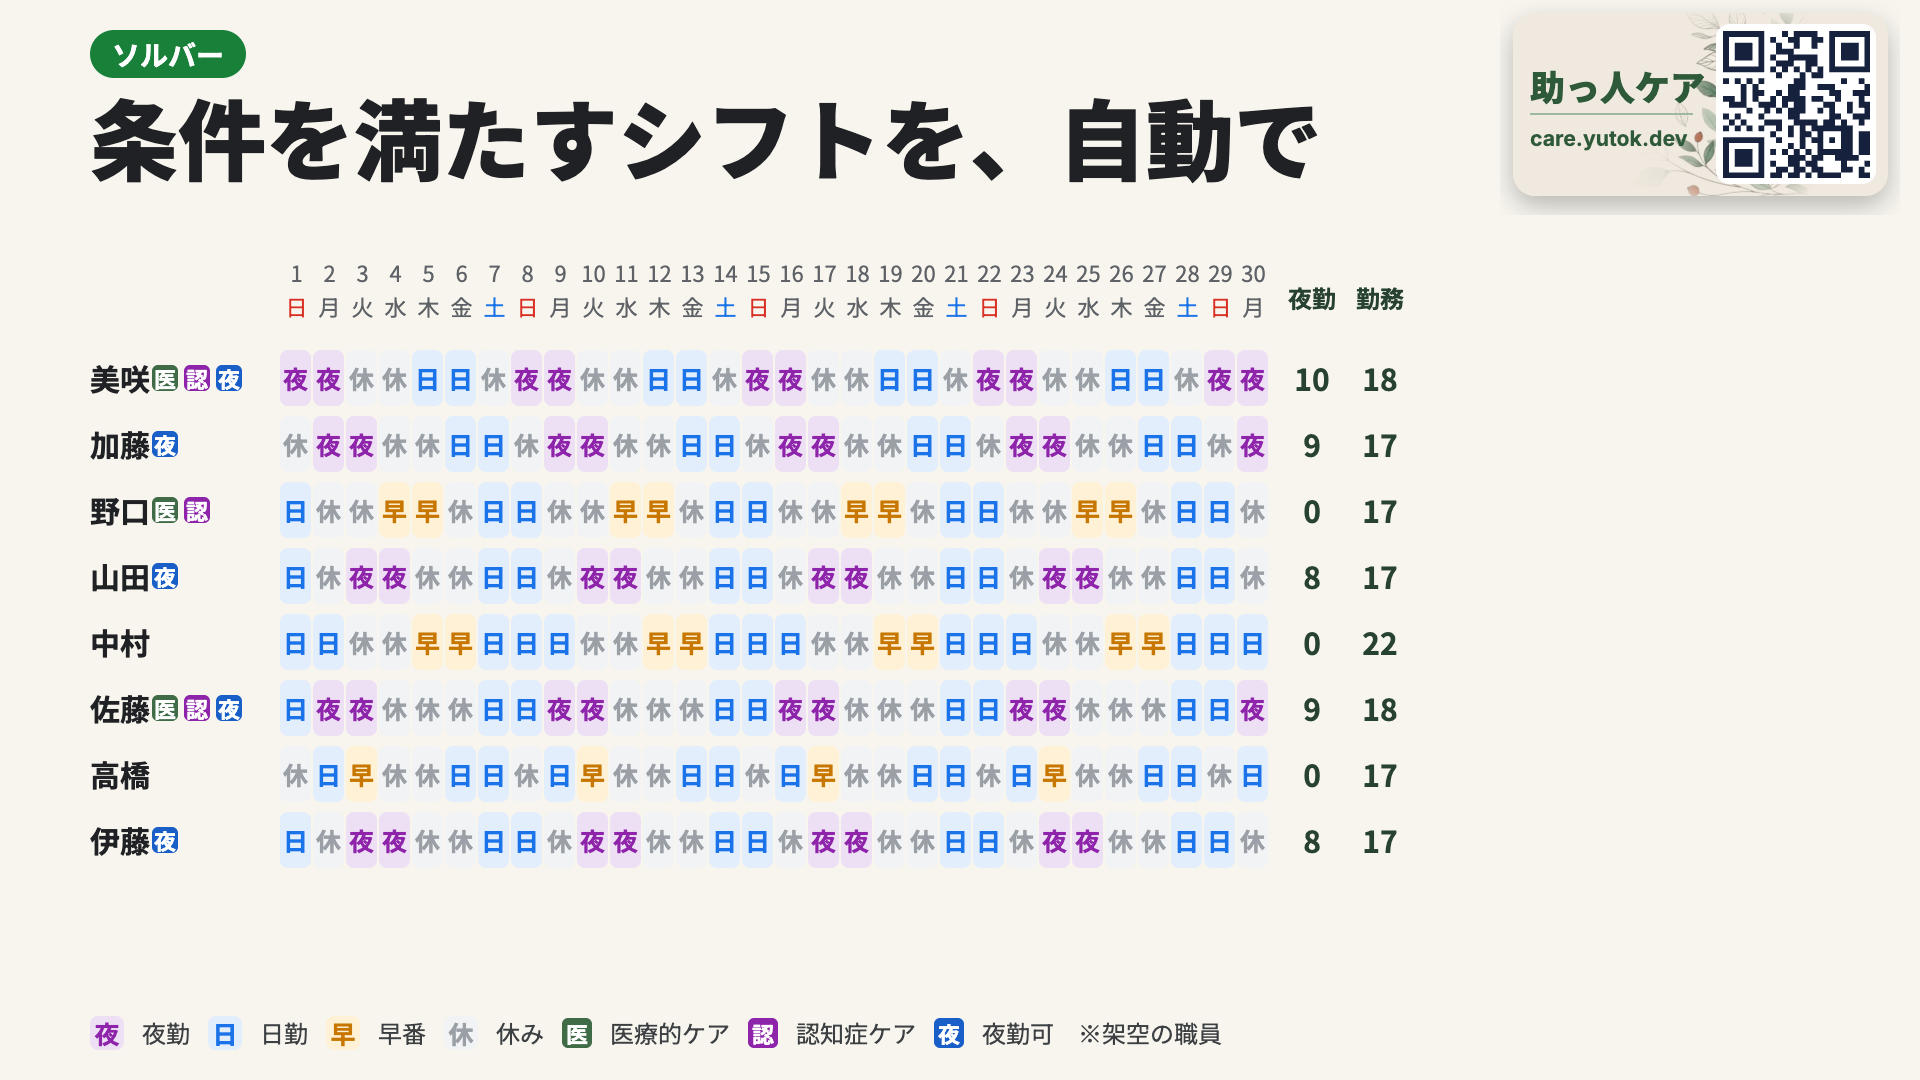 ソルバー
条件を満たすシフトを、自動で
助っ人ケア
care.yutok.dev
1 2 3 4 5 6 7 8 9 10 11 12 13 14 15 16 17 18 19 20 21 22 23 24 25 26 27 28 29 30
日 月 火 水 木 金 土 日 月 火 水 木 金 土 日 月 火 水 木 金 土 日 月 火 水 木 金 土 日 月 夜勤 勤務
美咲 医 認 夜 夜 夜 休 休 日 日 休 夜 夜 休 休 日 日 休 夜 夜 休 休 日 日 休 夜 夜 休 休 日 日 休 夜 夜 10 18
加藤 夜 休 夜 夜 休 休 日 日 休 夜 夜 休 休 日 日 休 夜 夜 休 休 日 日 休 夜 夜 休 休 日 日 休 夜 9 17
野口 医 認 日 休 休 早 早 休 日 日 休 休 早 早 休 日 日 休 休 早 早 休 日 日 休 休 早 早 休 日 日 休 0 17
山田 夜 日 休 夜 夜 休 休 日 日 休 夜 夜 休 休 日 日 休 夜 夜 休 休 日 日 休 夜 夜 休 休 日 日 休 8 17
中村 日 日 休 休 早 早 日 日 日 休 休 早 早 日 日 日 休 休 早 早 日 日 日 休 休 早 早 日 日 日 0 22
佐藤 医 認 夜 日 夜 夜 休 休 休 日 日 夜 夜 休 休 休 日 日 夜 夜 休 休 休 日 日 夜 夜 休 休 休 日 日 夜 9 18
高橋 休 日 早 休 休 日 日 休 日 早 休 休 日 日 休 日 早 休 休 日 日 休 日 早 休 休 日 日 休 日 0 17
伊藤 夜 日 休 夜 夜 休 休 日 日 休 夜 夜 休 休 日 日 休 夜 夜 休 休 日 日 休 夜 夜 休 休 日 日 休 8 17
夜 夜勤 日 日勤 早 早番 休 休み 医 医療的ケア 認 認知症ケア 夜 夜勤可 ※架空の職員